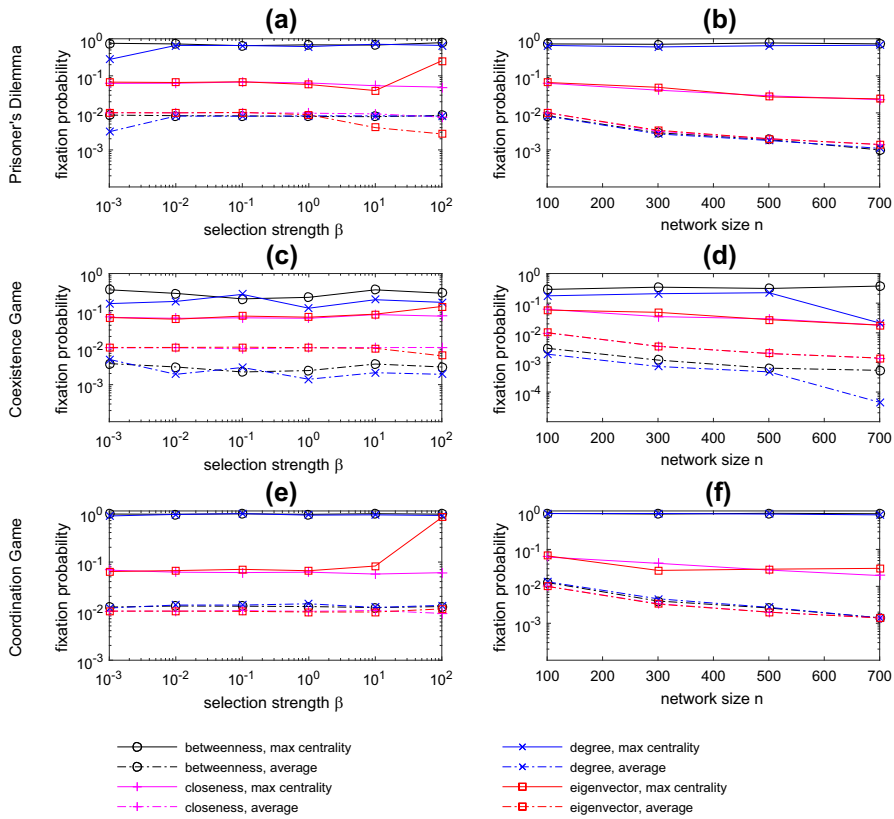 (a)
(b)
Prisoner's Dilemma
fixation probability
10^0
10^-1
10^-2
10^-3
10^-3 10^-2 10^-1 10^0 10^1 10^2
selection strength β
fixation probability
10^0
10^-1
10^-2
10^-3
100 200 300 400 500 600 700
network size n
(c)
(d)
Coexistence Game
fixation probability
10^0
10^-1
10^-2
10^-3
10^-3 10^-2 10^-1 10^0 10^1 10^2
selection strength β
fixation probability
10^0
10^-1
10^-2
10^-3
10^-4
100 200 300 400 500 600 700
network size n
(e)
(f)
Coordination Game
fixation probability
10^0
10^-1
10^-2
10^-3
10^-3 10^-2 10^-1 10^0 10^1 10^2
selection strength β
fixation probability
10^0
10^-1
10^-2
10^-3
100 200 300 400 500 600 700
network size n
betweenness, max centrality
betweenness, average
closeness, max centrality
closeness, average
degree, max centrality
degree, average
eigenvector, max centrality
eigenvector, average